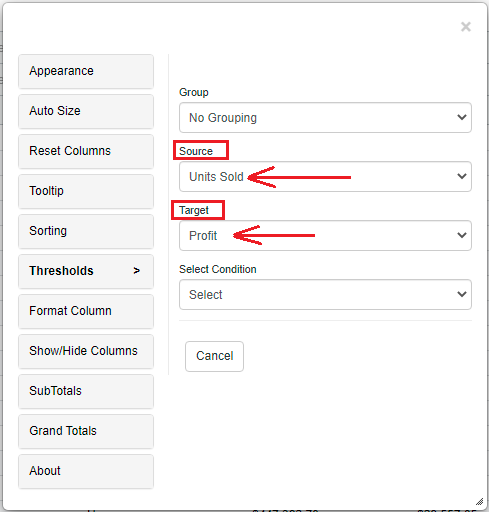 ×
Appearance
Auto Size
Reset Columns
Tooltip
Sorting
Thresholds >
Format Column
Show/Hide Columns
SubTotals
Grand Totals
About
Group
No Grouping
Source
Units Sold
Target
Profit
Select Condition
Select
Cancel